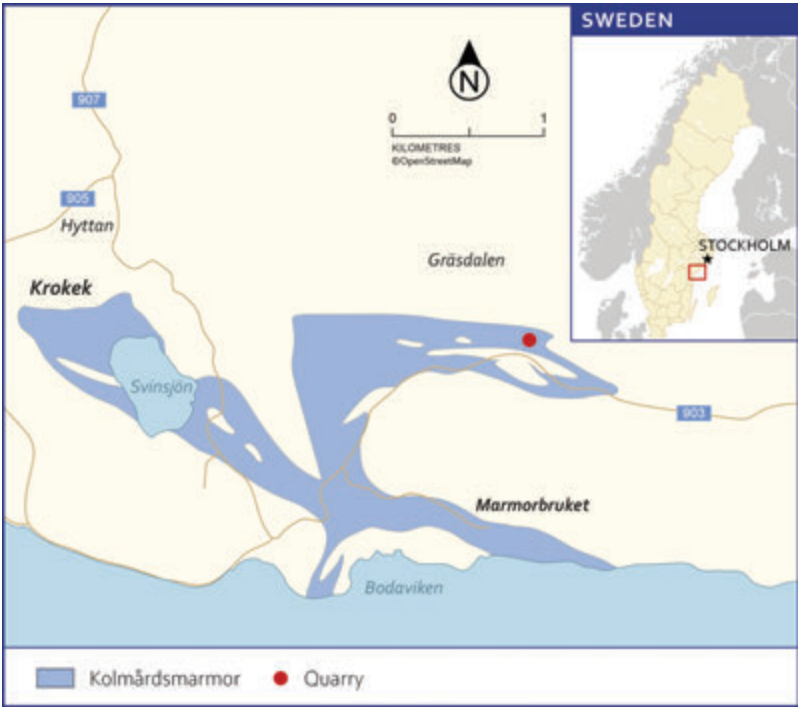 SWEDEN
907
N
0 1
KILOMETRES
©OpenStreetMap
905
Hyttan
STOCKHOLM
Gräsdalen
Krokek
Svinsjön
903
Marmorbruket
Bodaviken
Kolmårdsmarmor
Quarry